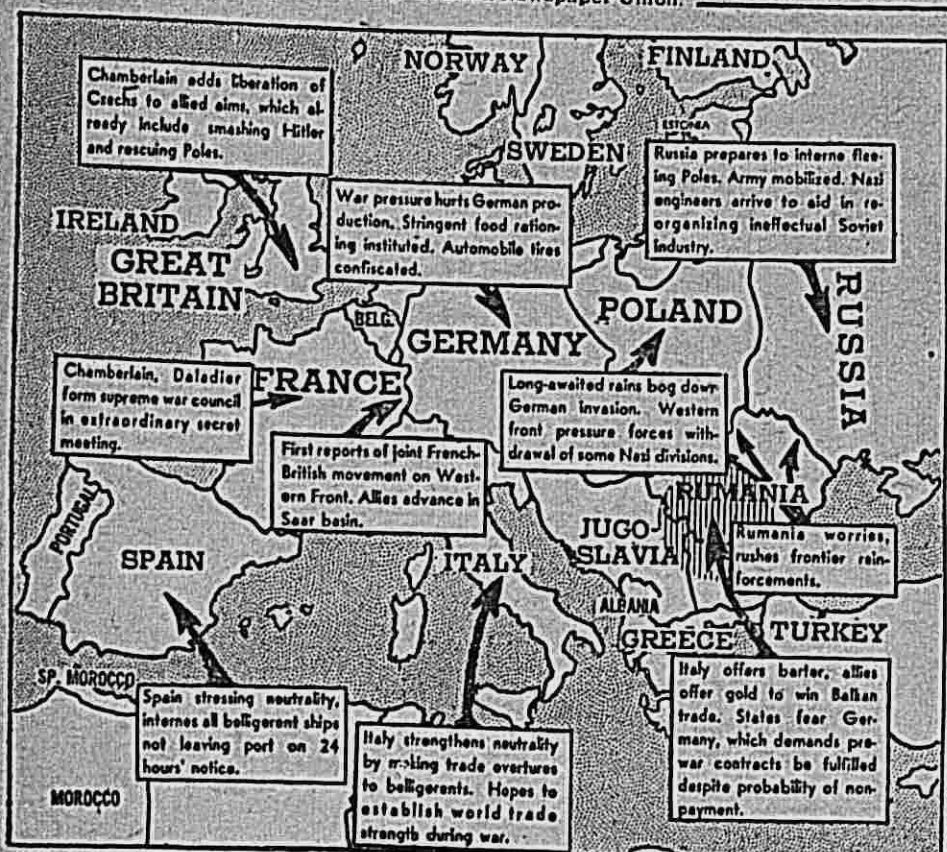 Newspaper Union.
NORWAY
FINLAND
Chamberlain adds liberation of
Czechs to allied aims, which al-
ready include smashing Hitler
and rescuing Poles.
ESTONIA
SWEDEN
Russia prepares to interne flee-
ing Poles. Army mobilized. Nazi
engineers arrive to aid in re-
organizing ineffectual Soviet
industry.
War pressure hurts German pro-
duction. Stringent food ration-
ing instituted. Automobile tires
confiscated.
IRELAND
GREAT
BRITAIN
RUSSIA
BELG.
GERMANY
POLAND
Chamberlain, Daladier
form supreme war council
in extraordinary secret
meeting.
FRANCE
Long-awaited rains bog down
German invasion. Western
front pressure forces with-
drawal of some Nazi divisions.
First reports of joint French-
British movement on West-
ern Front. Allies advance in
Saar basin.
PORTUGAL
SPAIN
ITALY
JUGO
SLAVIA
RUMANIA
Rumania worries,
rushes frontier rein-
forcements.
ALBANIA
GREECE
TURKEY
SP. MOROCCO
MOROCCO
Spain stressing neutrality,
internes all belligerent ships
not leaving port on 24
hours' notice.
Italy strengthens neutrality
by making trade overtures
to belligerents. Hopes to
establish world trade
strength during war.
Italy offers barter, allies
offer gold to win Balkan
trade. States fear Ger-
many, which demands pre-
war contracts be fulfilled
despite probability of non-
payment.